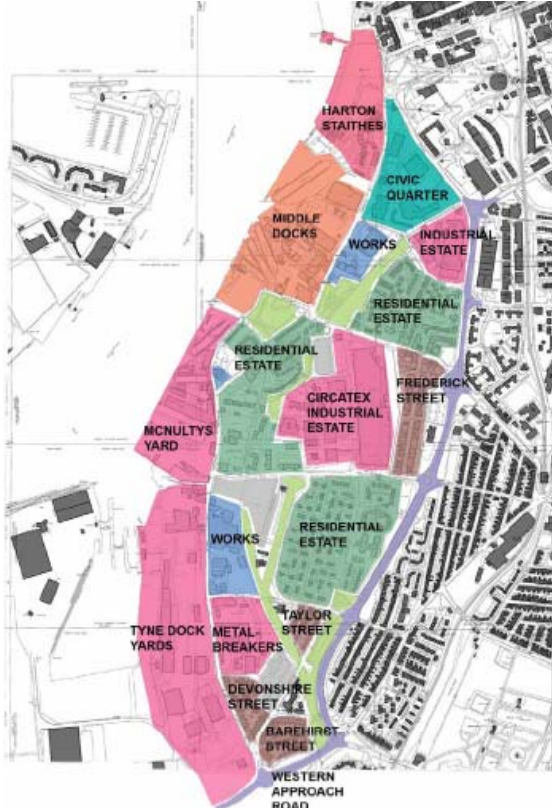 HARTON
STAITHES
CIVIC
QUARTER
MIDDLE
DOCKS
WORKS
INDUSTRIAL
ESTATE
RESIDENTIAL
ESTATE
RESIDENTIAL
ESTATE
FREDERICK
STREET
CIRCATEX
INDUSTRIAL
ESTATE
MCNULTYS
YARD
RESIDENTIAL
ESTATE
WORKS
TAYLOR
STREET
TYNE DOCK
YARDS
METAL-
BREAKERS
DEVONSHIRE
STREET
BAREHIRST
STREET
WESTERN
APPROACH
ROAD